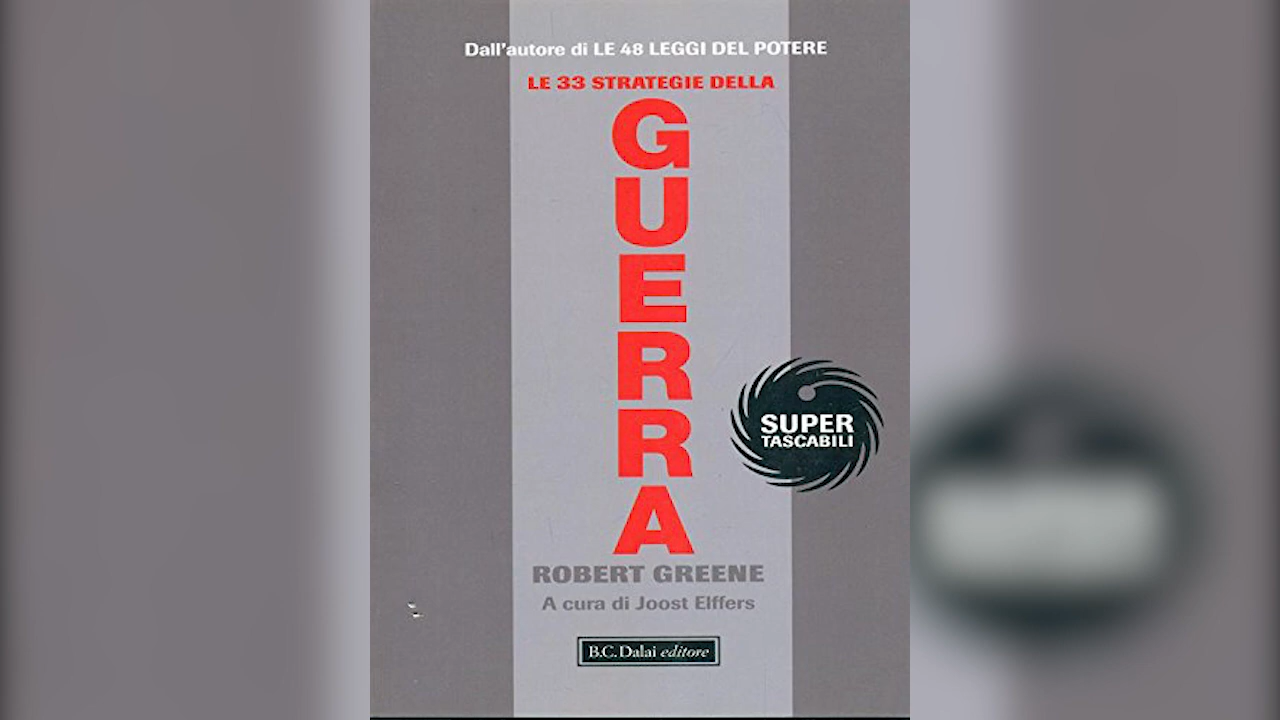 Dall'autore di LE 48 LEGGI DEL POTERE
LE 33 STRATEGIE DELLA
GUERRA
SUPER
TASCABILI
ROBERT GREENE
A cura di Joost Elffers
B.C. Dalai editore